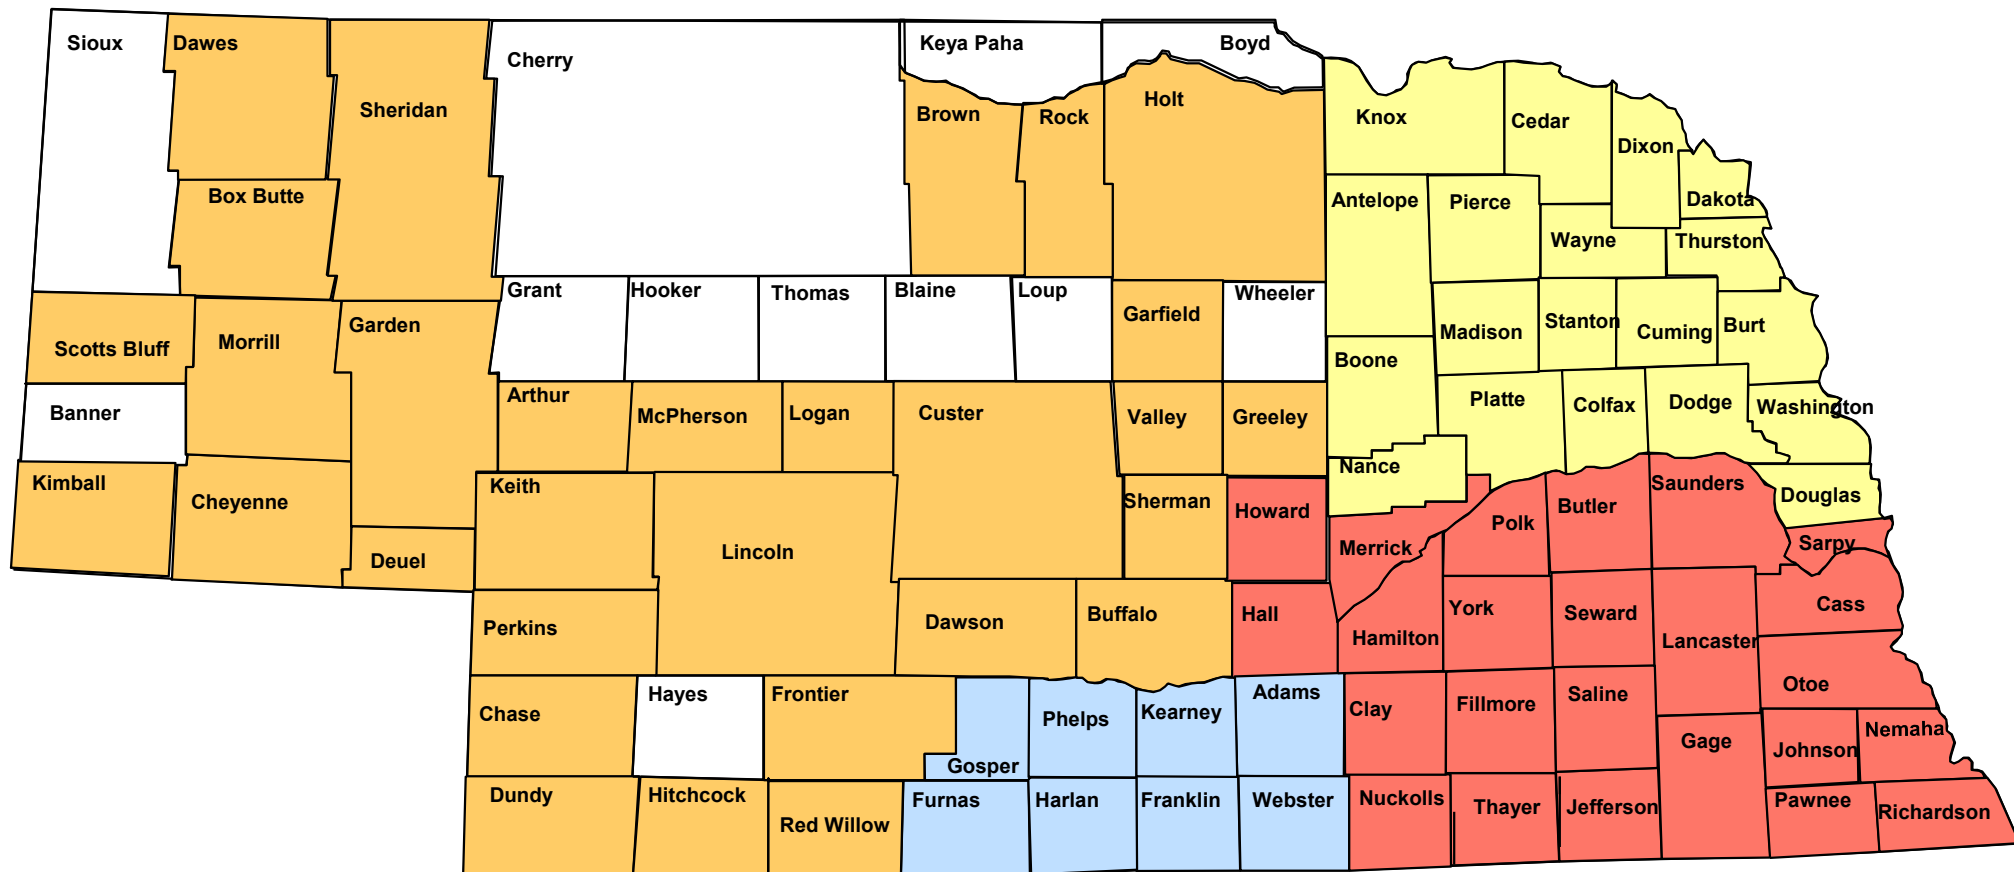 Sioux
Dawes
Sheridan
Cherry
Keya Paha
Boyd
Brown
Rock
Holt
Knox
Cedar
Dixon
Dakota
Box Butte
Antelope
Pierce
Wayne
Thurston
Grant
Hooker
Thomas
Blaine
Loup
Garfield
Wheeler
Scotts Bluff
Morrill
Garden
Madison
Stanton
Cuming
Burt
Boone
Banner
Arthur
McPherson
Logan
Custer
Valley
Greeley
Platte
Colfax
Dodge
Washington
Nance
Kimball
Cheyenne
Keith
Sherman
Howard
Polk
Butler
Saunders
Douglas
Deuel
Lincoln
Merrick
Sarpy
Perkins
Dawson
Buffalo
Hall
Hamilton
York
Seward
Lancaster
Cass
Chase
Hayes
Frontier
Gosper
Phelps
Kearney
Adams
Clay
Fillmore
Saline
Gage
Otoe
Johnson
Nemaha
Dundy
Hitchcock
Red Willow
Furnas
Harlan
Franklin
Webster
Nuckolls
Thayer
Jefferson
Pawnee
Richardson